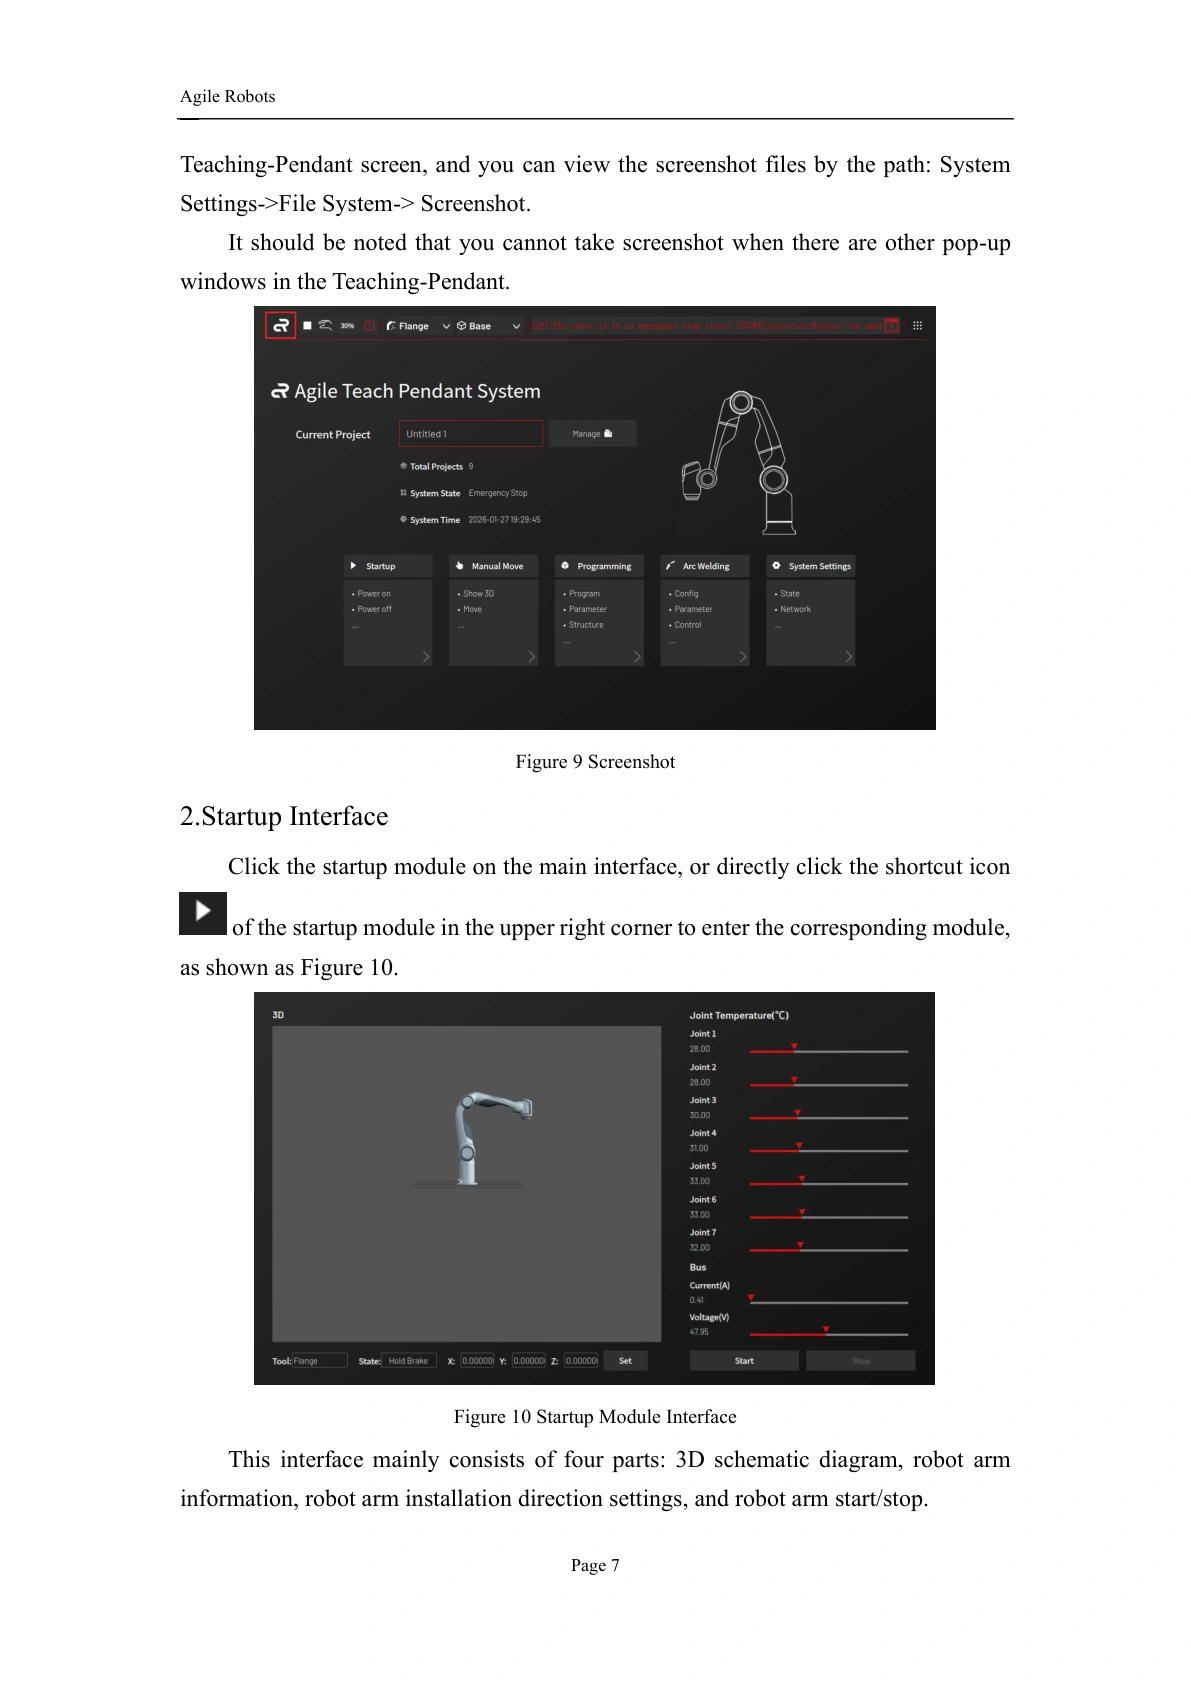 Agile Robots
Teaching-Pendant screen, and you can view the screenshot files by the path: System
Settings->File System-> Screenshot.
It should be noted that you cannot take screenshot when there are other pop-up
windows in the Teaching-Pendant.
30% Flange Base
Agile Teach Pendant System
Current Project Untitled 1 Manage
Total Projects 9
System State Emergency Stop
System Time 2026-01-27 19:29:45
Startup Manual Move Programming Arc Welding System Settings
• Power on • Show 3D • Program • Config • State
• Power off • Move • Parameter • Parameter • Network
... ... • Structure • Control ...
... ...
Figure 9 Screenshot
2.Startup Interface
Click the startup module on the main interface, or directly click the shortcut icon
of the startup module in the upper right corner to enter the corresponding module,
as shown as Figure 10.
3D
Joint Temperature(℃)
Joint 1
28.00
Joint 2
28.00
Joint 3
30.00
Joint 4
31.00
Joint 5
33.00
Joint 6
33.00
Joint 7
32.00
Bus
Current(A)
0.41
Voltage(V)
47.95
Tool: Flange State: Hold Brake X: 0.00000 Y: 0.00000 Z: 0.00000 Set Start Stop
Figure 10 Startup Module Interface
This interface mainly consists of four parts: 3D schematic diagram, robot arm
information, robot arm installation direction settings, and robot arm start/stop.
Page 7